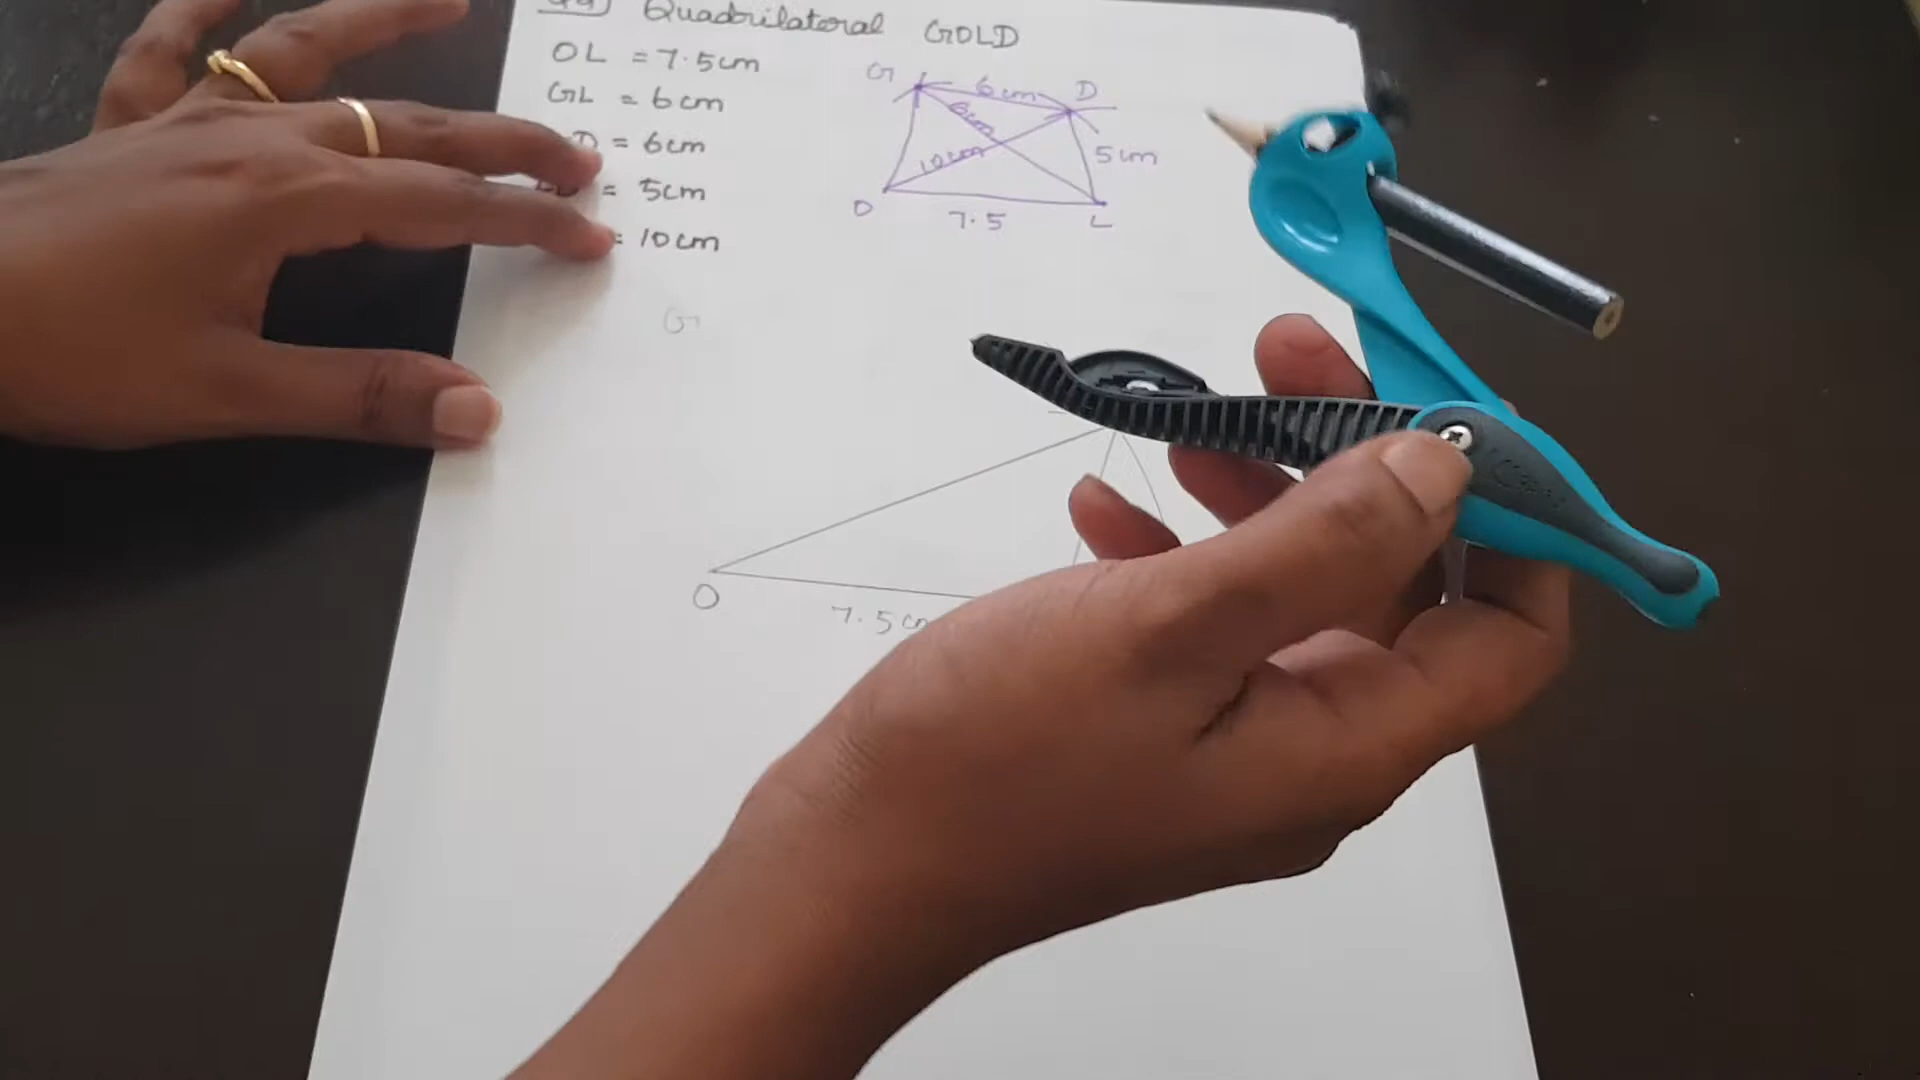 Quadrilateral GOLD
OL = 7.5cm
GL = 6cm
D = 6cm
= 5cm
= 10cm
G 6cm D
6cm
10cm
5cm
O
7.5
L
G
O
7.5cm